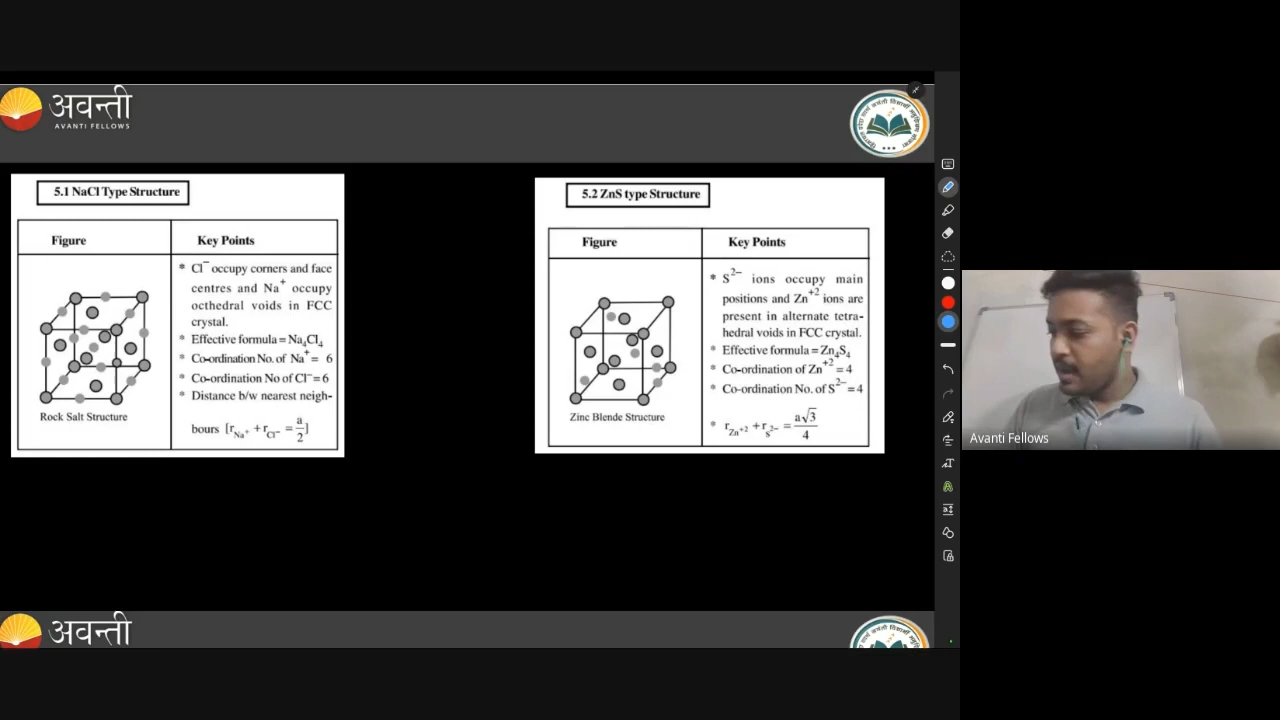 अवन्ती
AVANTI FELLOWS
5.1 NaCl Type Structure
Figure
Key Points
* Cl⁻ occupy corners and face
centres and Na⁺ occupy
octhedral voids in FCC
crystal.
* Effective formula = Na₄Cl₄
* Co-ordination No. of Na⁺ = 6
* Co-ordination No of Cl⁻ = 6
* Distance b/w nearest neigh-
bours [r_Na⁺ + r_Cl⁻ = a/2]
Rock Salt Structure
5.2 ZnS type Structure
Figure
Key Points
* S²⁻ ions occupy main
positions and Zn⁺² ions are
present in alternate tetra-
hedral voids in FCC crystal.
* Effective formula = Zn₄S₄
* Co-ordination of Zn⁺² = 4
* Co-ordination No. of S²⁻ = 4
* r_Zn⁺² + r_s²⁻ = a√3/4
Zinc Blende Structure
Avanti Fellows
अवन्ती
AVANTI FELLOWS